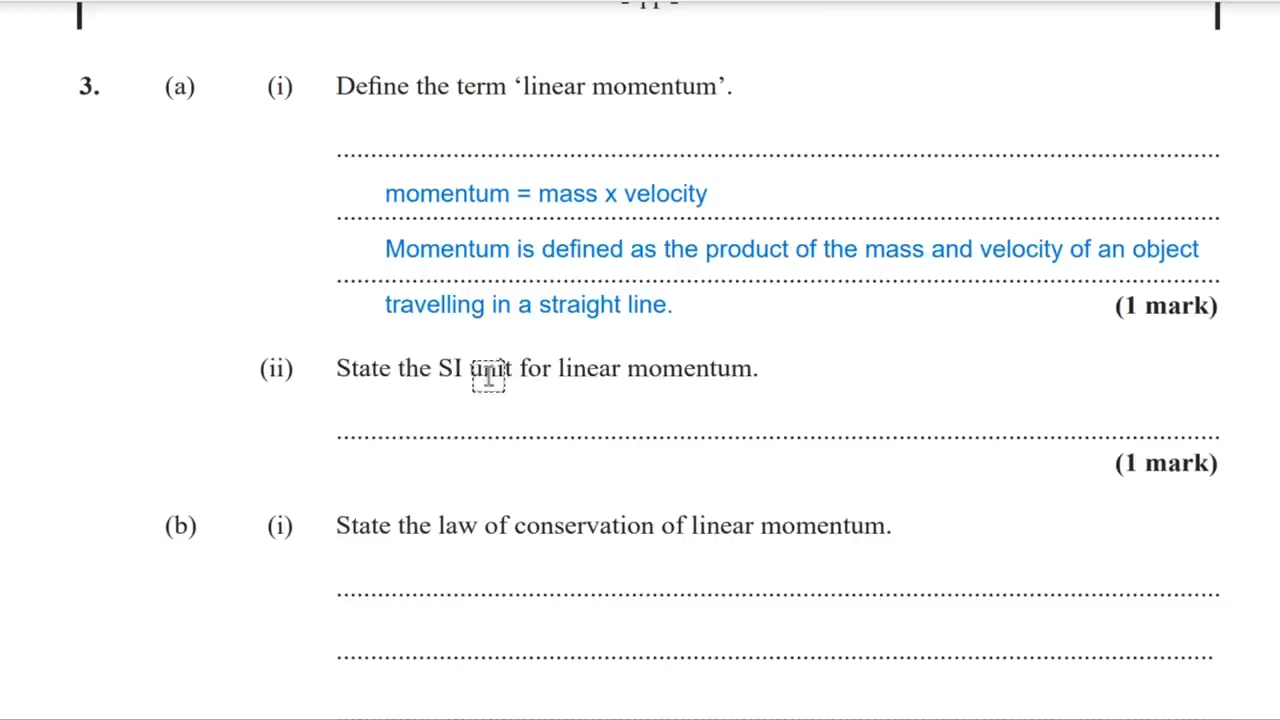 - 11 -
3. (a) (i) Define the term ‘linear momentum’.
momentum = mass x velocity
Momentum is defined as the product of the mass and velocity of an object
travelling in a straight line. (1 mark)
(ii) State the SI unit for linear momentum.
(1 mark)
(b) (i) State the law of conservation of linear momentum.